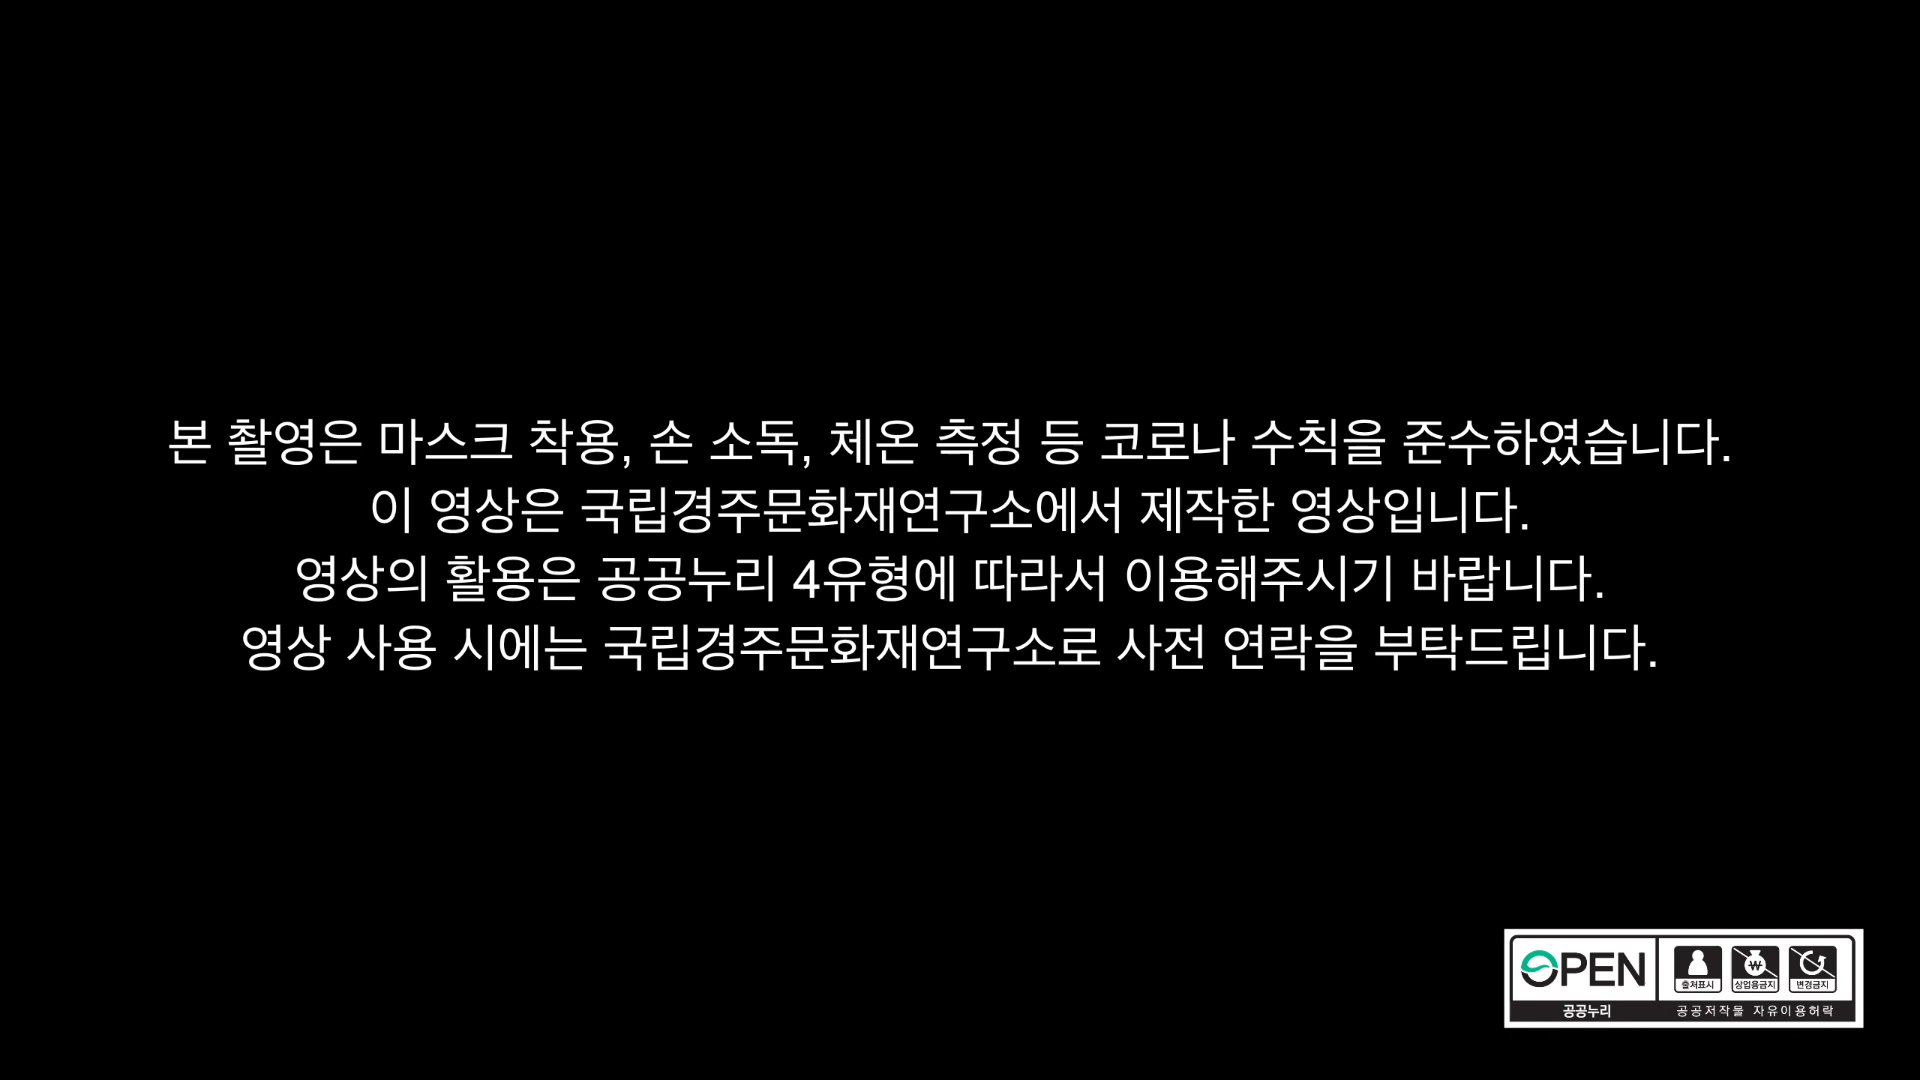 본 촬영은 마스크 착용, 손 소독, 체온 측정 등 코로나 수칙을 준수하였습니다.
이 영상은 국립경주문화재연구소에서 제작한 영상입니다.
영상의 활용은 공공누리 4유형에 따라서 이용해주시기 바랍니다.
영상 사용 시에는 국립경주문화재연구소로 사전 연락을 부탁드립니다.
OPEN
출처표시 상업용금지 변경금지
공공누리 공공저작물 자유이용허락